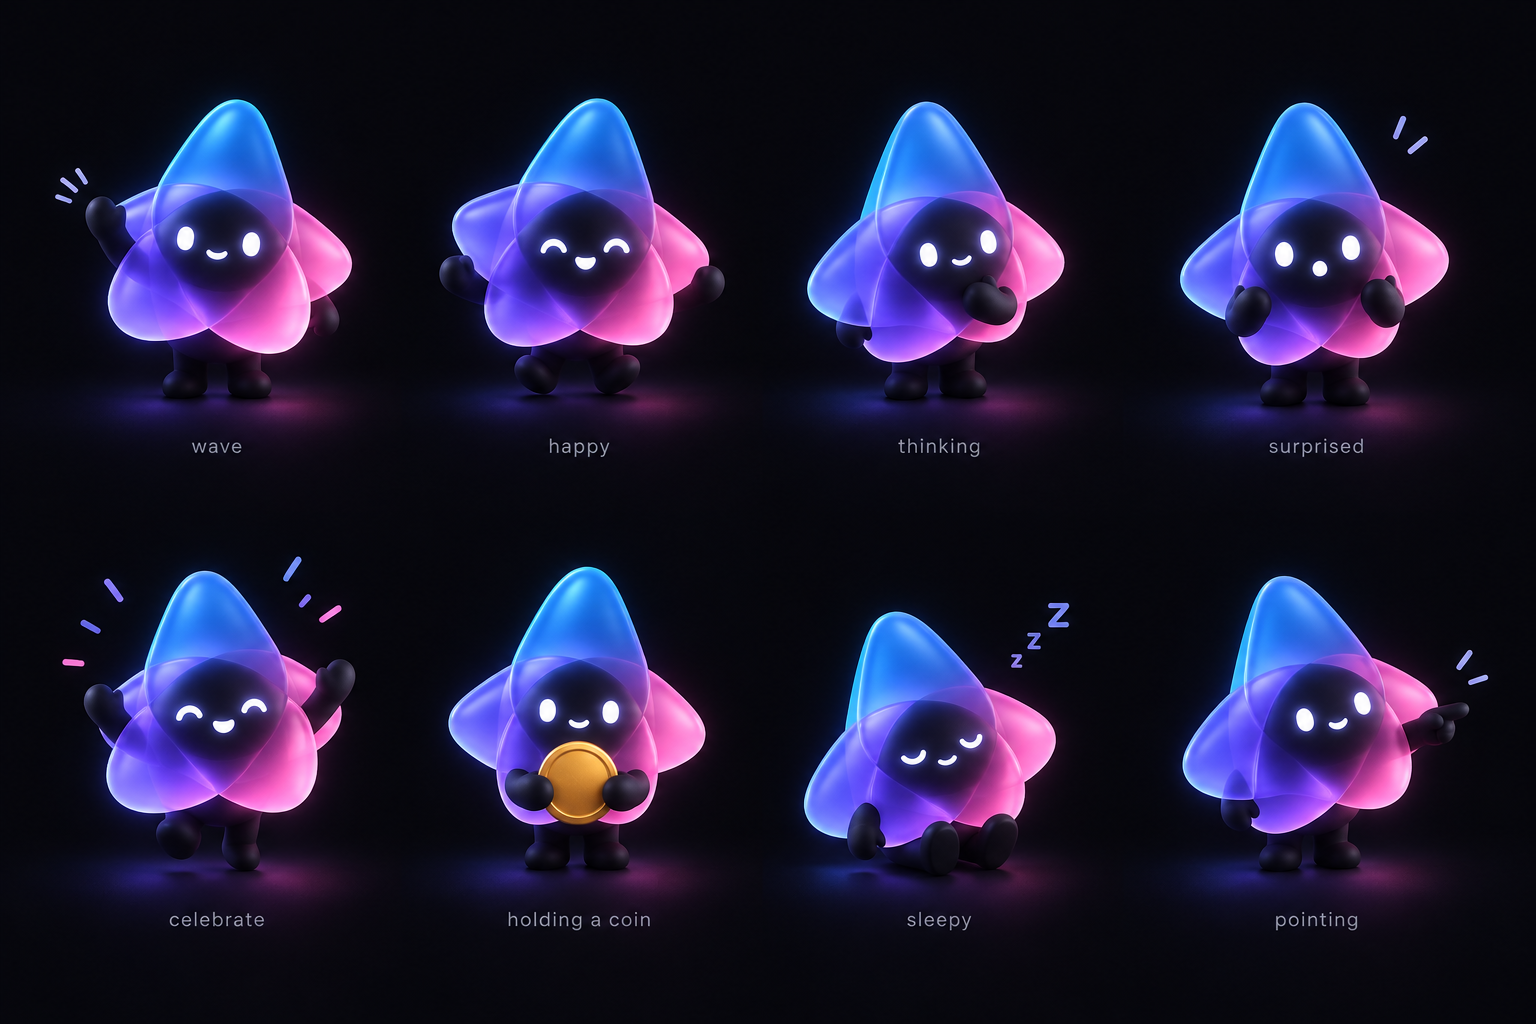 wave
happy
thinking
surprised
z
z
z
celebrate
holding a coin
sleepy
pointing